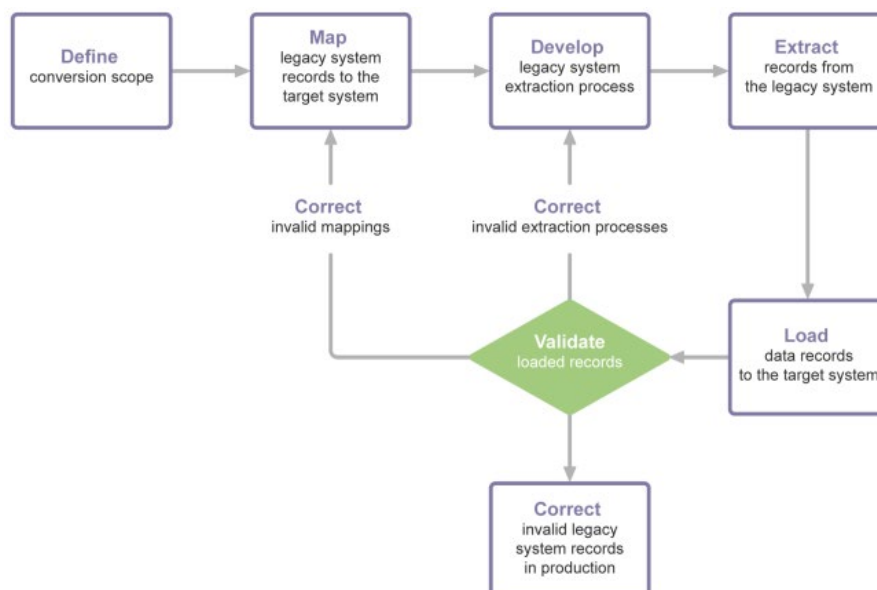 Define
conversion scope
Map
legacy system
records to the
target system
Develop
legacy system
extraction process
Extract
records from
the legacy system
Correct
invalid mappings
Correct
invalid extraction processes
Validate
loaded records
Load
data records
to the target system
Correct
invalid legacy
system records
in production